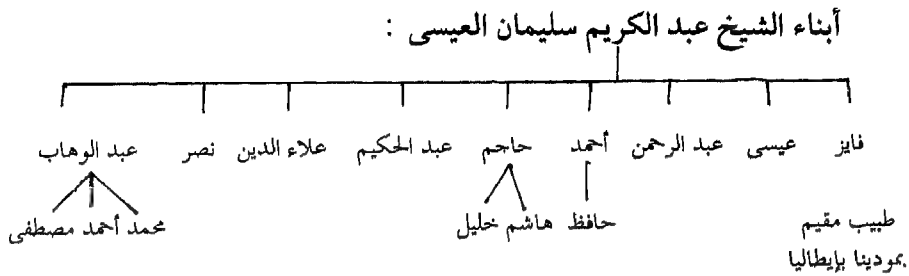 أبناء الشيخ عبد الكريم سليمان العيسى :
فايز عيسى عبد الرحمن أحمد حاجم عبد الحكيم علاء الدين نصر عبد الوهاب
طبيب مقيم حافظ هاشم خليل محمد أحمد مصطفى
بمودينا بإيطاليا